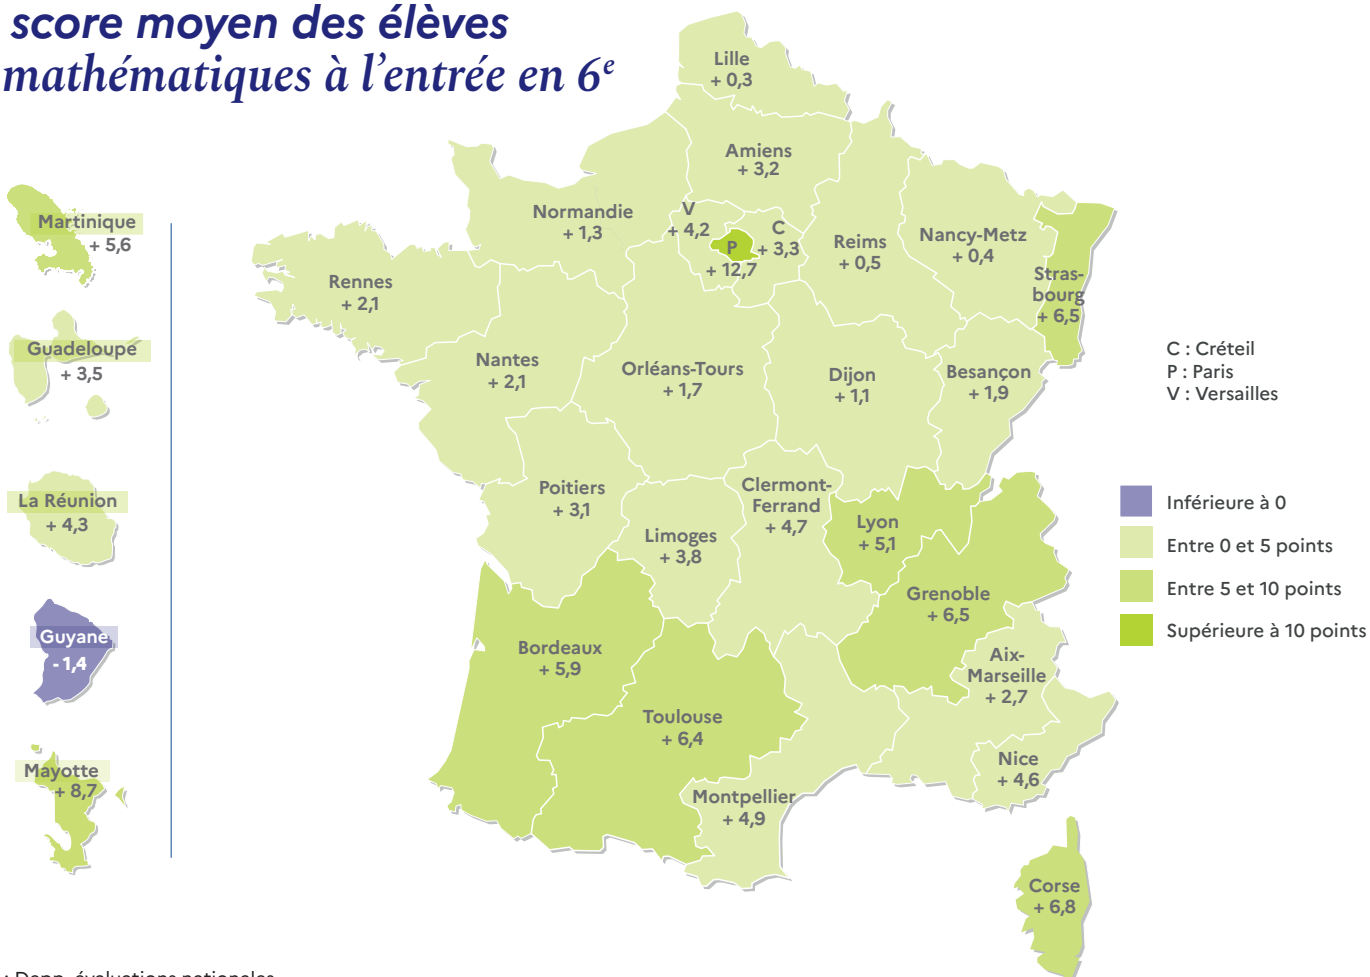 score moyen des élèves
mathématiques à l’entrée en 6e
Lille
+ 0,3
Amiens
+ 3,2
Normandie
+ 1,3
V
+ 4,2
C
+ 3,3
P
+ 12,7
Reims
+ 0,5
Nancy-Metz
+ 0,4
Stras-
bourg
+ 6,5
Rennes
+ 2,1
Nantes
+ 2,1
Orléans-Tours
+ 1,7
Dijon
+ 1,1
Besançon
+ 1,9
Poitiers
+ 3,1
Limoges
+ 3,8
Clermont-
Ferrand
+ 4,7
Lyon
+ 5,1
Grenoble
+ 6,5
Bordeaux
+ 5,9
Toulouse
+ 6,4
Aix-
Marseille
+ 2,7
Nice
+ 4,6
Montpellier
+ 4,9
Corse
+ 6,8
Martinique
+ 5,6
Guadeloupe
+ 3,5
La Réunion
+ 4,3
Guyane
- 1,4
Mayotte
+ 8,7
C : Créteil
P : Paris
V : Versailles
Inférieure à 0
Entre 0 et 5 points
Entre 5 et 10 points
Supérieure à 10 points